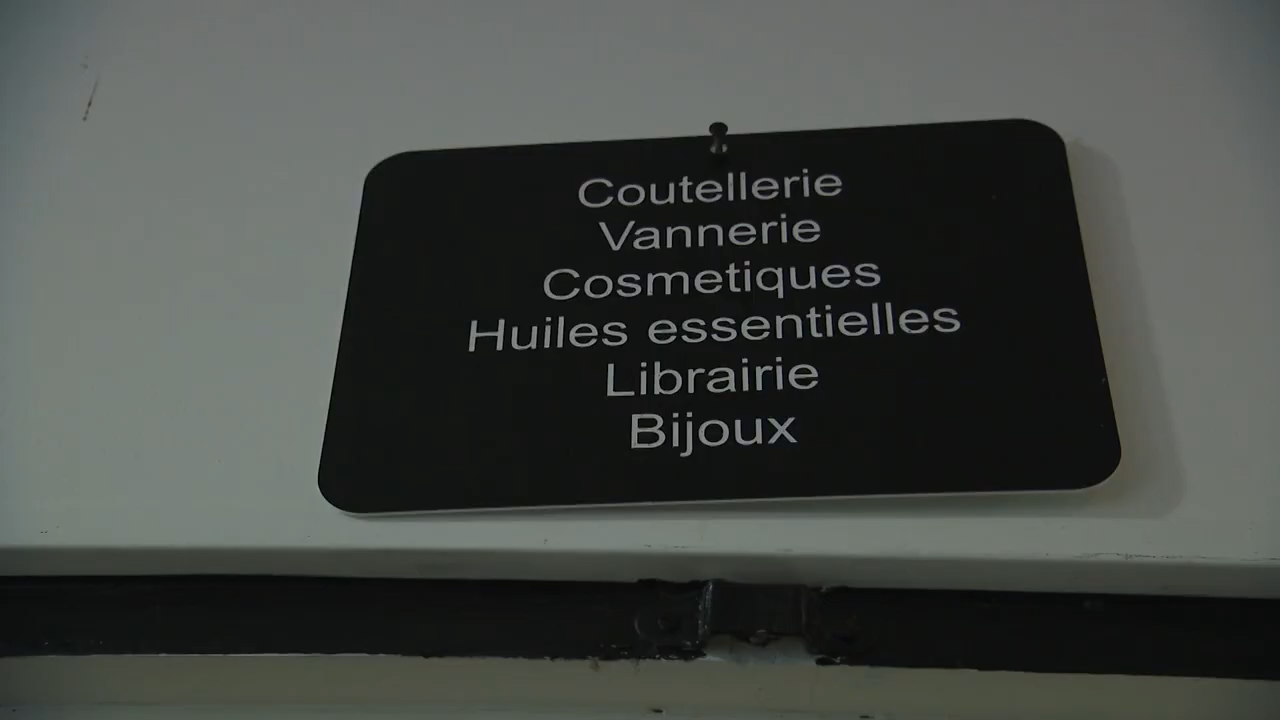 Coutellerie
Vannerie
Cosmetiques
Huiles essentielles
Librairie
Bijoux